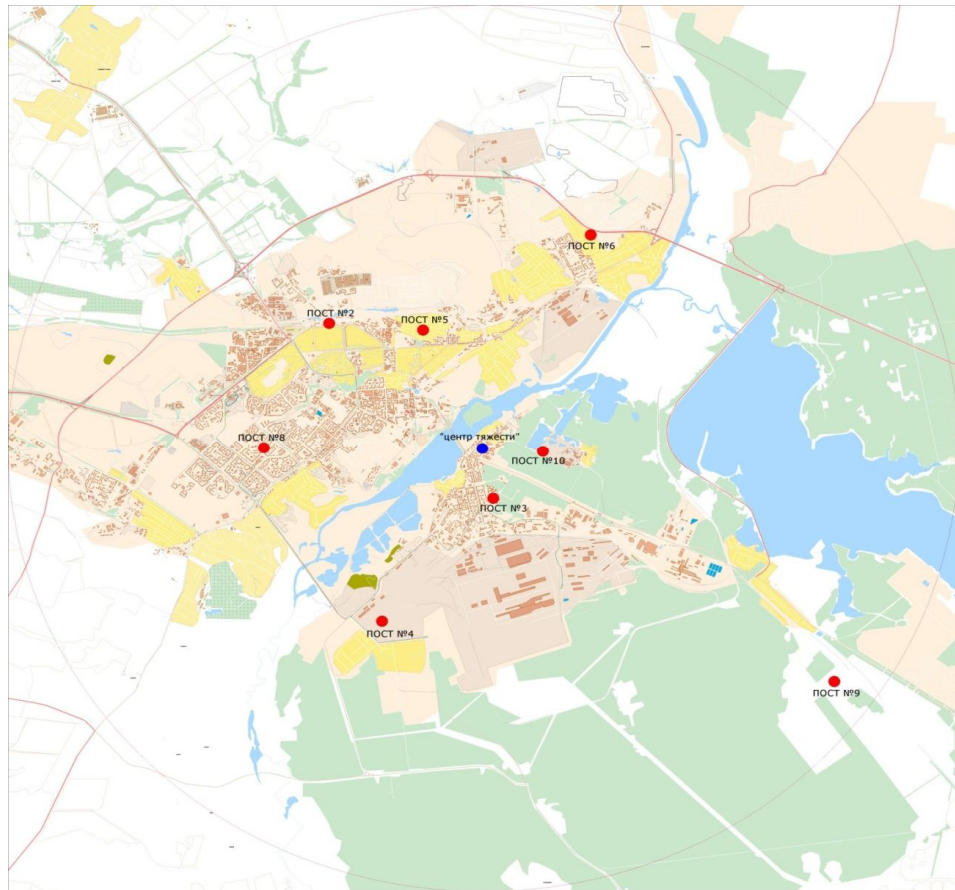 ПОСТ №6
ПОСТ №2
ПОСТ №5
ПОСТ №8
"центр тяжести"
ПОСТ №10
ПОСТ №3
ПОСТ №4
ПОСТ №9